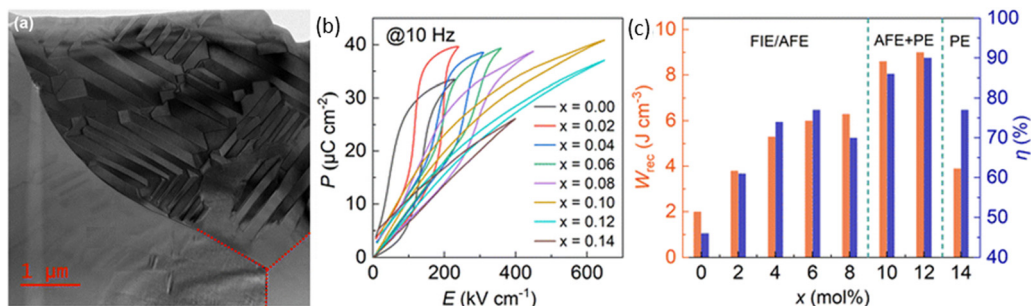 (a)
1 µm
(b)
@10 Hz
P (µC cm⁻²)
40
30
20
10
0
x = 0.00
x = 0.02
x = 0.04
x = 0.06
x = 0.08
x = 0.10
x = 0.12
x = 0.14
0
200
400
600
E (kV cm⁻¹)
(c)
FIE/AFE
AFE+PE
PE
W_rec (J cm⁻³)
10
8
6
4
2
0
η (%)
100
90
80
70
60
50
40
0 2 4 6 8 10 12 14
x (mol%)